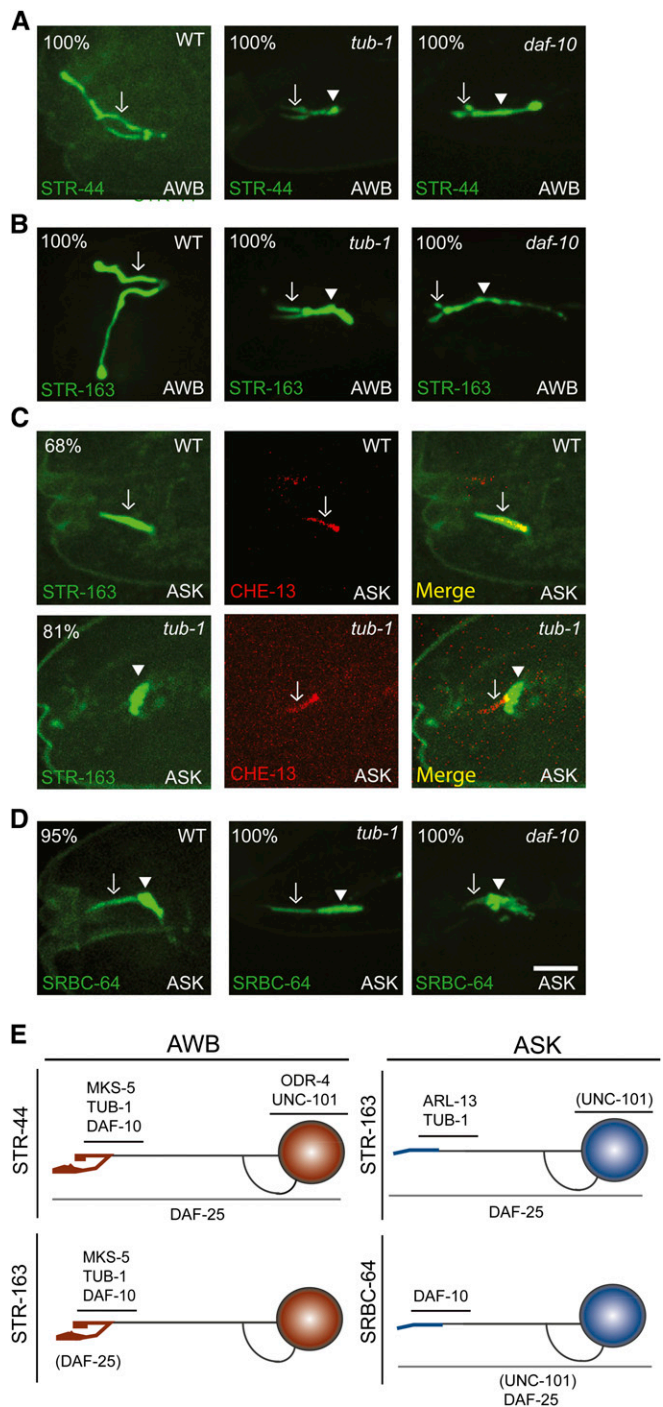 A
100% WT
STR-44 AWB
100% tub-1
STR-44 AWB
100% daf-10
STR-44 AWB
B
100% WT
STR-163 AWB
100% tub-1
STR-163 AWB
100% daf-10
STR-163 AWB
C
68% WT
STR-163 ASK
WT
CHE-13 ASK
WT
Merge ASK
81% tub-1
STR-163 ASK
tub-1
CHE-13 ASK
tub-1
Merge ASK
D
95% WT
SRBC-64 ASK
100% tub-1
SRBC-64 ASK
100% daf-10
SRBC-64 ASK
E
AWB
STR-44
MKS-5
TUB-1
DAF-10
ODR-4
UNC-101
DAF-25
STR-163
MKS-5
TUB-1
DAF-10
(DAF-25)
ASK
STR-163
ARL-13
TUB-1
(UNC-101)
DAF-25
SRBC-64
DAF-10
(UNC-101)
DAF-25